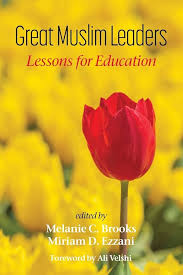 Great Muslim Leaders
Lessons for Education
edited by
Melanie C. Brooks
Miriam D. Ezzani
Foreword by Ali Velshi